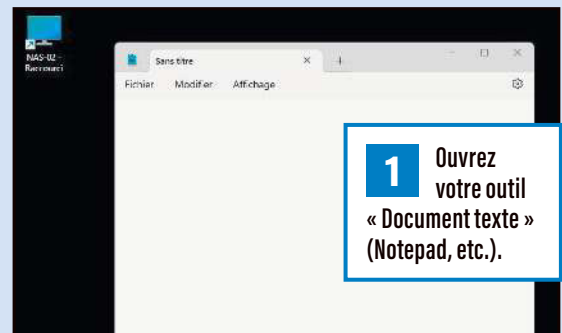 NAS-02 -
Raccourci
Sans titre
Fichier Modifier Affichage
1 Ouvrez
votre outil
« Document texte »
(Notepad, etc.).